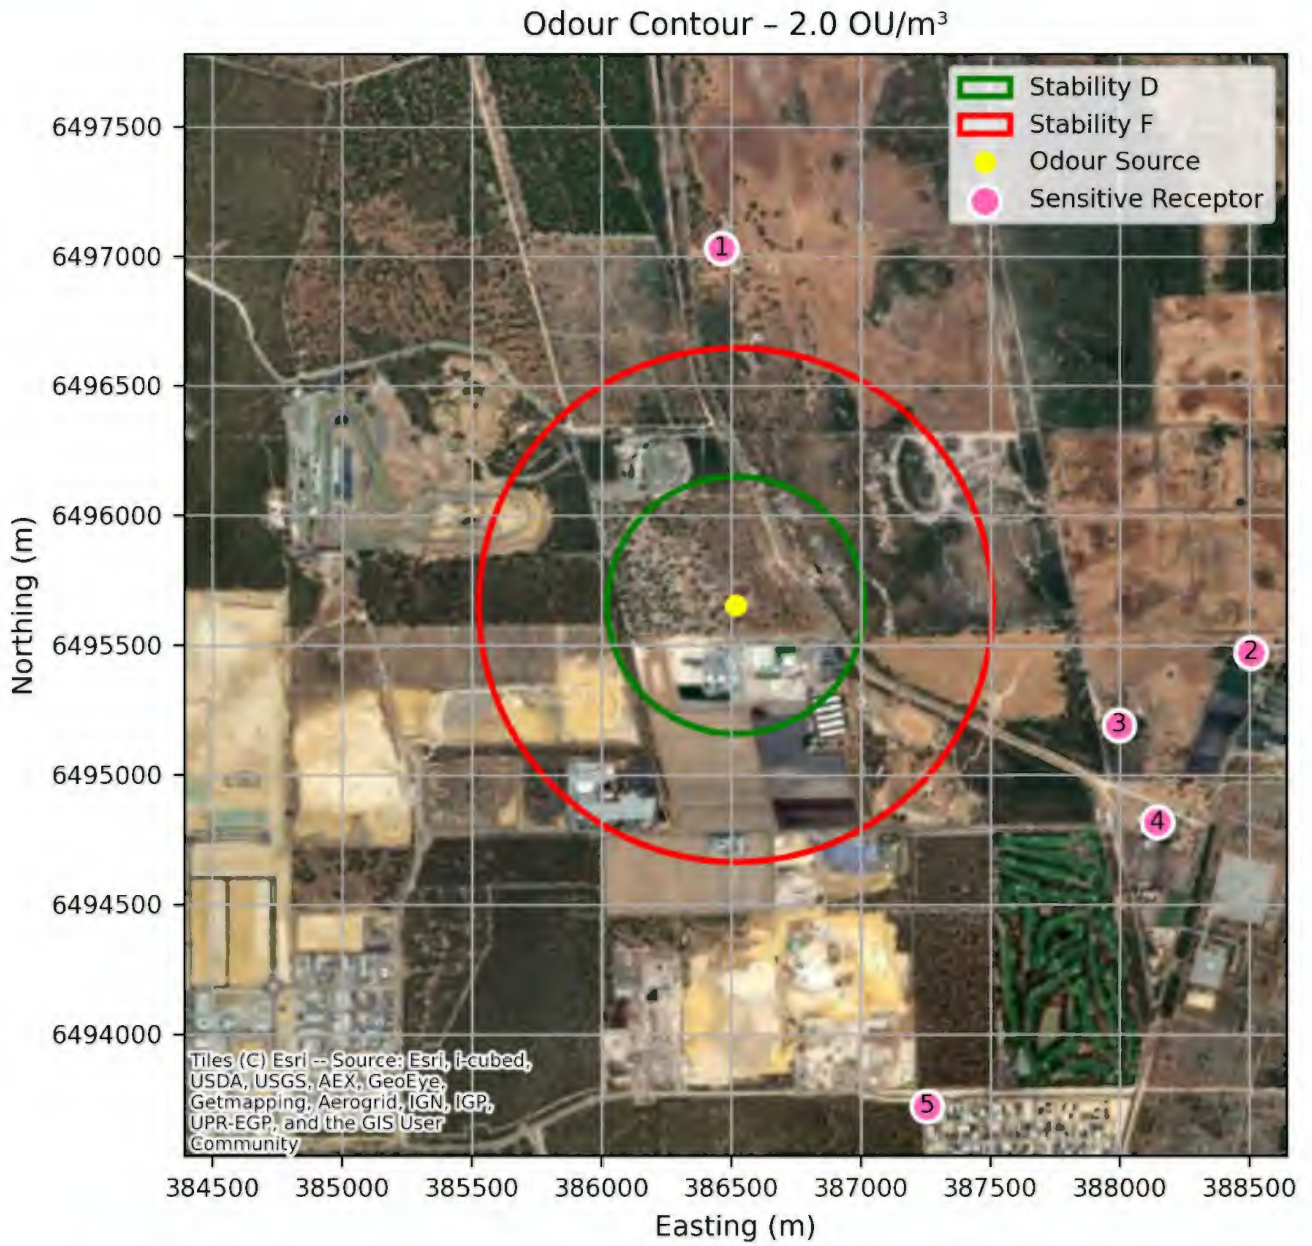 Odour Contour – 2.0 OU/m³
Stability D
Stability F
Odour Source
Sensitive Receptor
6497500
6497000
6496500
6496000
6495500
6495000
6494500
6494000
Northing (m)
1
2
3
4
5
Tiles (C) Esri -- Source: Esri, i-cubed,
USDA, USGS, AEX, GeoEye,
Getmapping, Aerogrid, IGN, IGP,
UPR-EGP, and the GIS User
Community
384500 385000 385500 386000 386500 387000 387500 388000 388500
Easting (m)